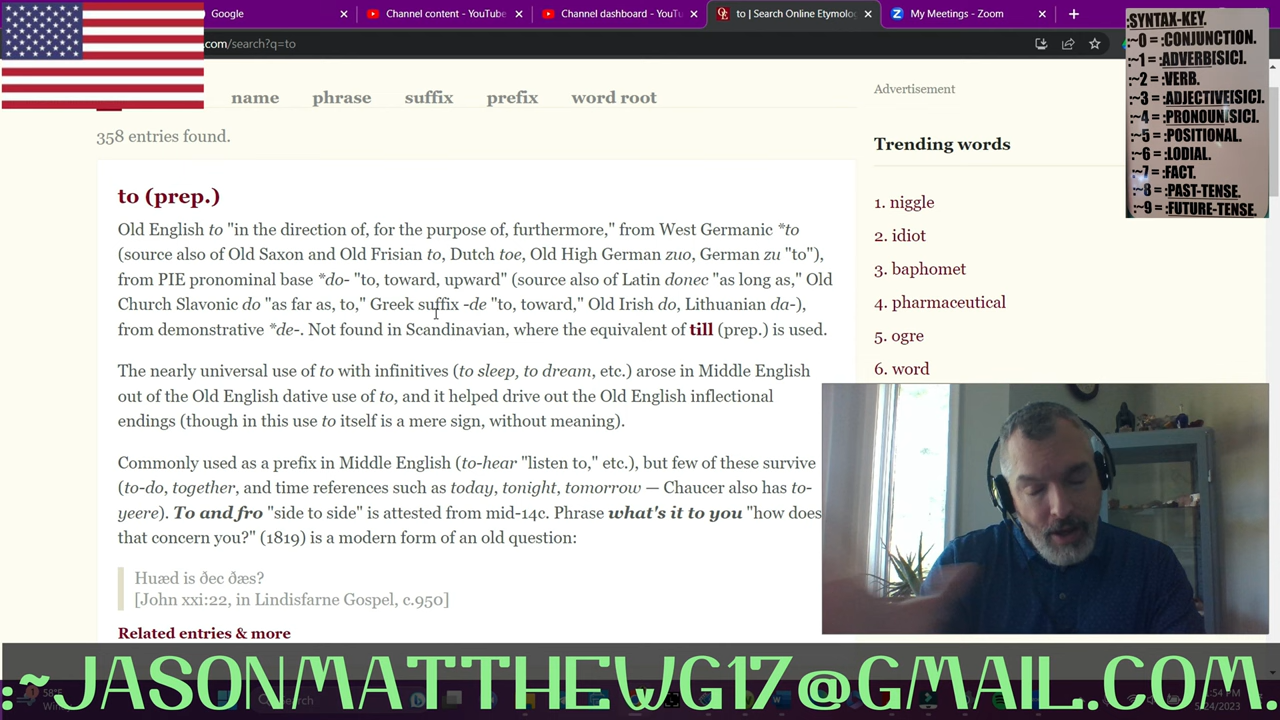 Google
Channel content - YouTube
Channel dashboard - YouT
to | Search Online Etymolog
My Meetings - Zoom
.com/search?q=to
:SYNTAX-KEY.
:~0 = :CONJUNCTION.
:~1 = :ADVERB[SIC].
:~2 = :VERB.
:~3 = :ADJECTIVE[SIC].
:~4 = :PRONOUN[SIC].
:~5 = :POSITIONAL.
:~6 = :LODIAL.
:~7 = :FACT.
:~8 = :PAST-TENSE.
:~9 = :FUTURE-TENSE.
name phrase suffix prefix word root
358 entries found.
to (prep.)
Old English to "in the direction of, for the purpose of, furthermore," from West Germanic *to
(source also of Old Saxon and Old Frisian to, Dutch toe, Old High German zuo, German zu "to"),
from PIE pronominal base *do- "to, toward, upward" (source also of Latin donec "as long as," Old
Church Slavonic do "as far as, to," Greek suffix -de "to, toward," Old Irish do, Lithuanian da-),
from demonstrative *de-. Not found in Scandinavian, where the equivalent of till (prep.) is used.
The nearly universal use of to with infinitives (to sleep, to dream, etc.) arose in Middle English
out of the Old English dative use of to, and it helped drive out the Old English inflectional
endings (though in this use to itself is a mere sign, without meaning).
Commonly used as a prefix in Middle English (to-hear "listen to," etc.), but few of these survive
(to-do, together, and time references such as today, tonight, tomorrow — Chaucer also has to-
yeere). To and fro "side to side" is attested from mid-14c. Phrase what's it to you "how does
that concern you?" (1819) is a modern form of an old question:
Huæd is ðec ðæs?
[John xxi:22, in Lindisfarne Gospel, c.950]
Related entries & more
Advertisement
Trending words
1. niggle
2. idiot
3. baphomet
4. pharmaceutical
5. ogre
6. word
:~JASONMATTHEWG17@GMAIL.COM.
58°F
Search
5/24/2023